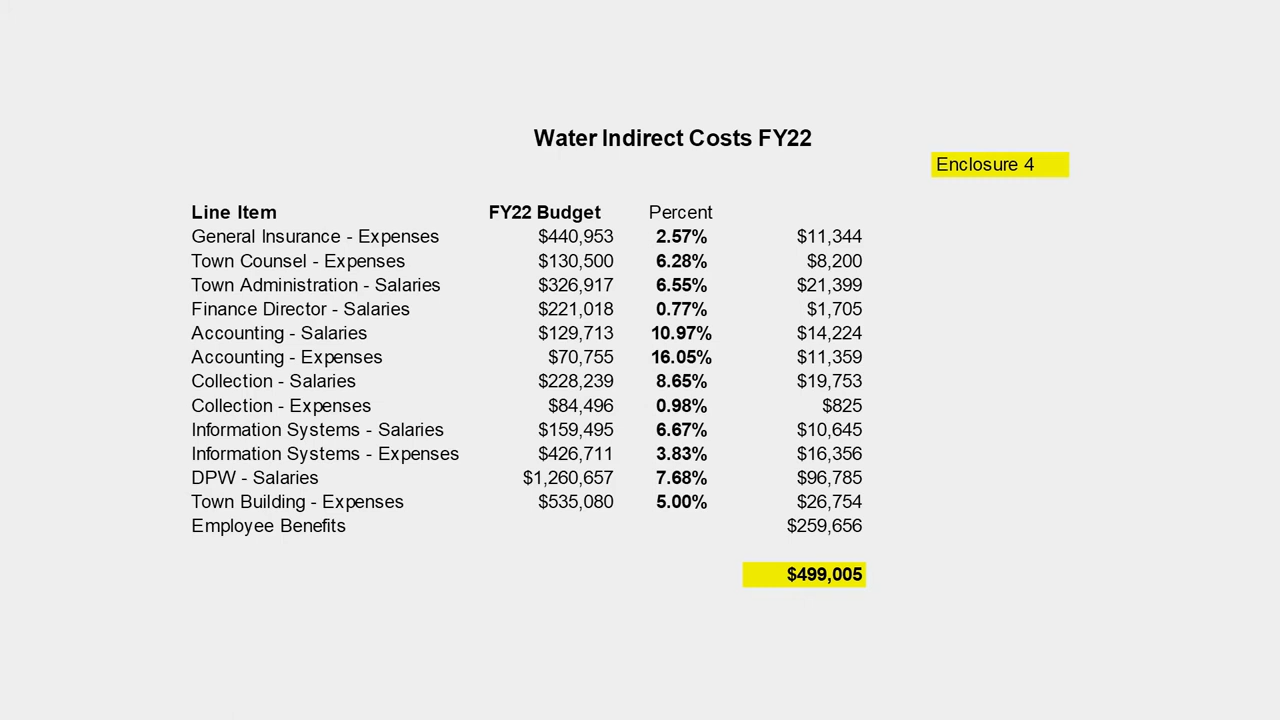 Water Indirect Costs FY22
Enclosure 4
Line Item FY22 Budget Percent
General Insurance - Expenses $440,953 2.57% $11,344
Town Counsel - Expenses $130,500 6.28% $8,200
Town Administration - Salaries $326,917 6.55% $21,399
Finance Director - Salaries $221,018 0.77% $1,705
Accounting - Salaries $129,713 10.97% $14,224
Accounting - Expenses $70,755 16.05% $11,359
Collection - Salaries $228,239 8.65% $19,753
Collection - Expenses $84,496 0.98% $825
Information Systems - Salaries $159,495 6.67% $10,645
Information Systems - Expenses $426,711 3.83% $16,356
DPW - Salaries $1,260,657 7.68% $96,785
Town Building - Expenses $535,080 5.00% $26,754
Employee Benefits $259,656
$499,005